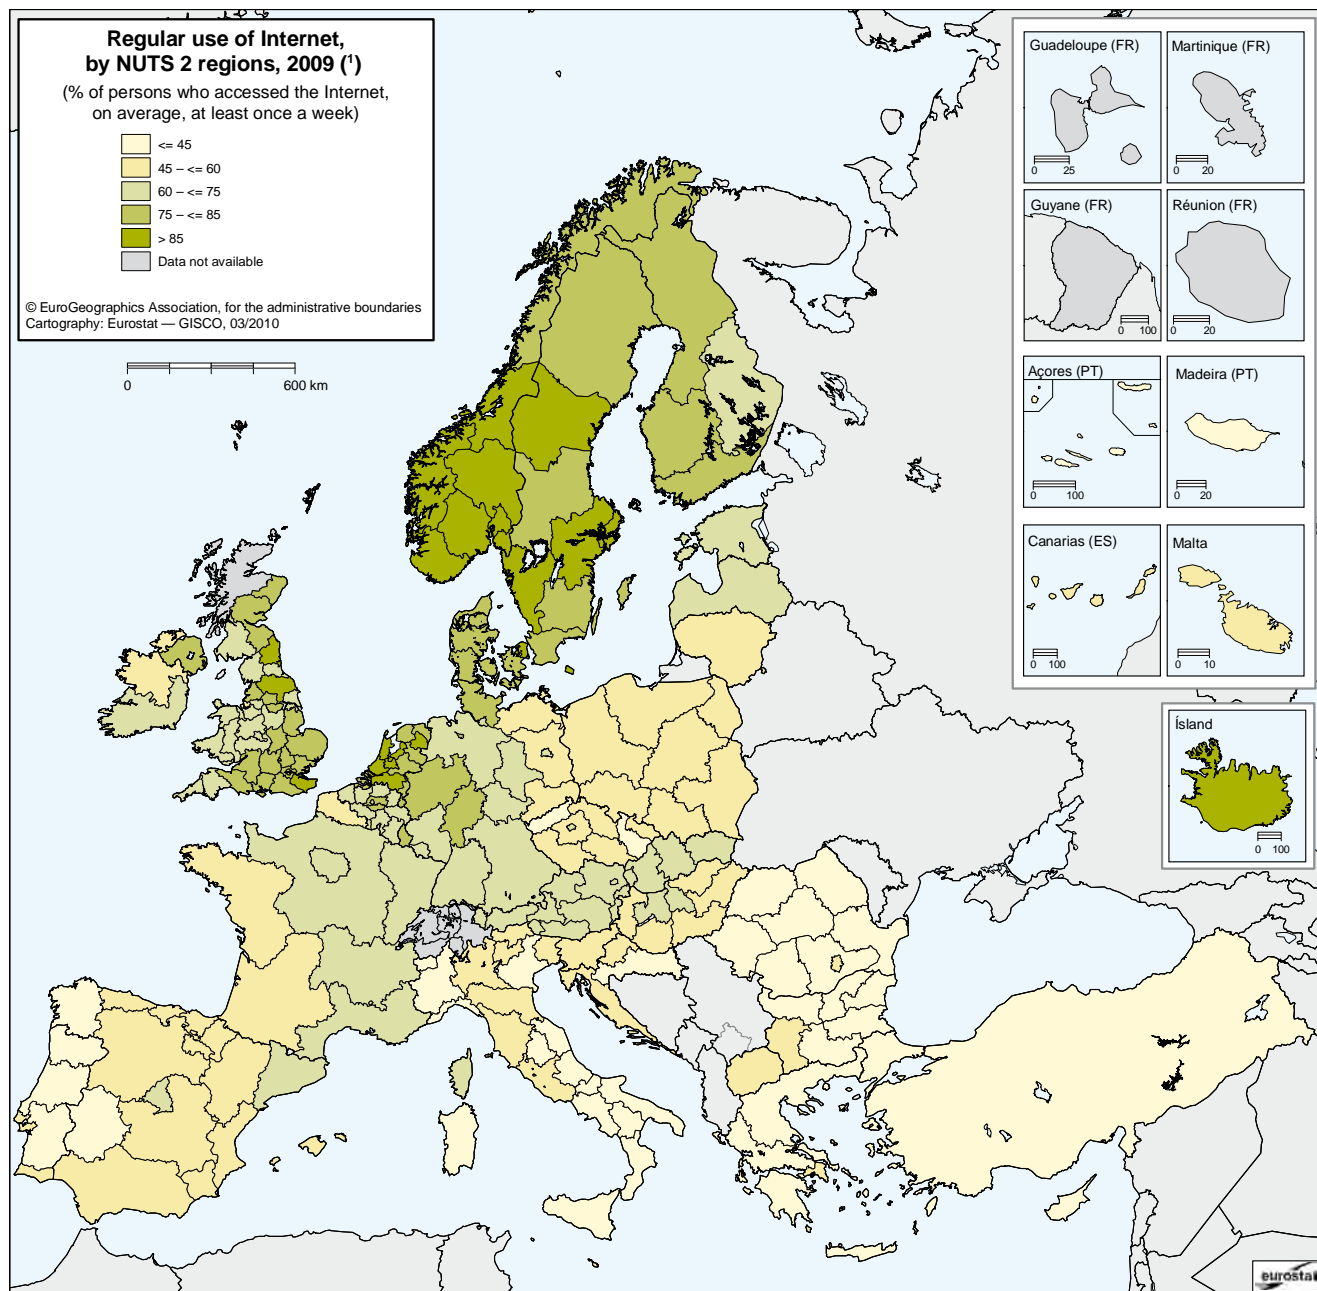 Regular use of Internet,
by NUTS 2 regions, 2009 (¹)
(% of persons who accessed the Internet,
on average, at least once a week)
<= 45
45 – <= 60
60 – <= 75
75 – <= 85
> 85
Data not available
© EuroGeographics Association, for the administrative boundaries
Cartography: Eurostat — GISCO, 03/2010
0 600 km
Guadeloupe (FR)
0 25
Martinique (FR)
0 20
Guyane (FR)
0 100
Réunion (FR)
0 20
Açores (PT)
0 100
Madeira (PT)
0 20
Canarias (ES)
0 100
Malta
0 10
Ísland
0 100
eurostat